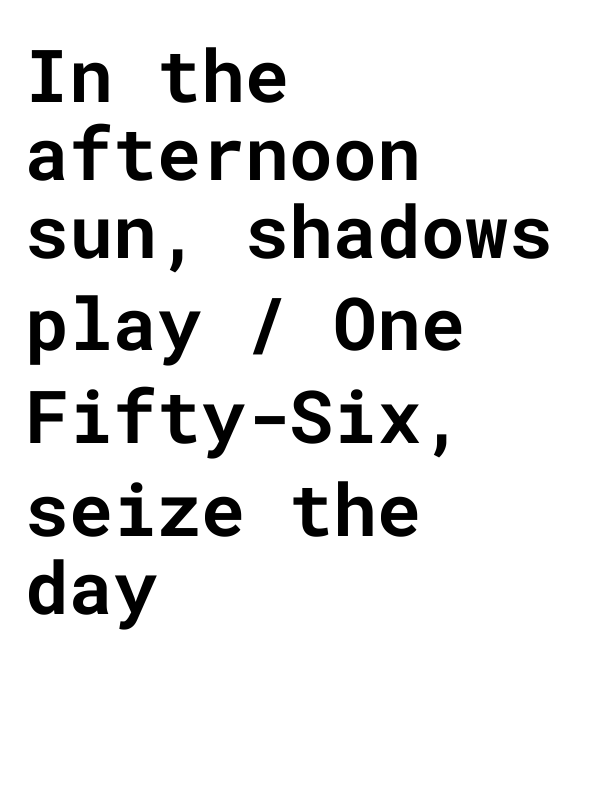 In the
afternoon
sun, shadows
play / One
Fifty-Six,
seize the
day